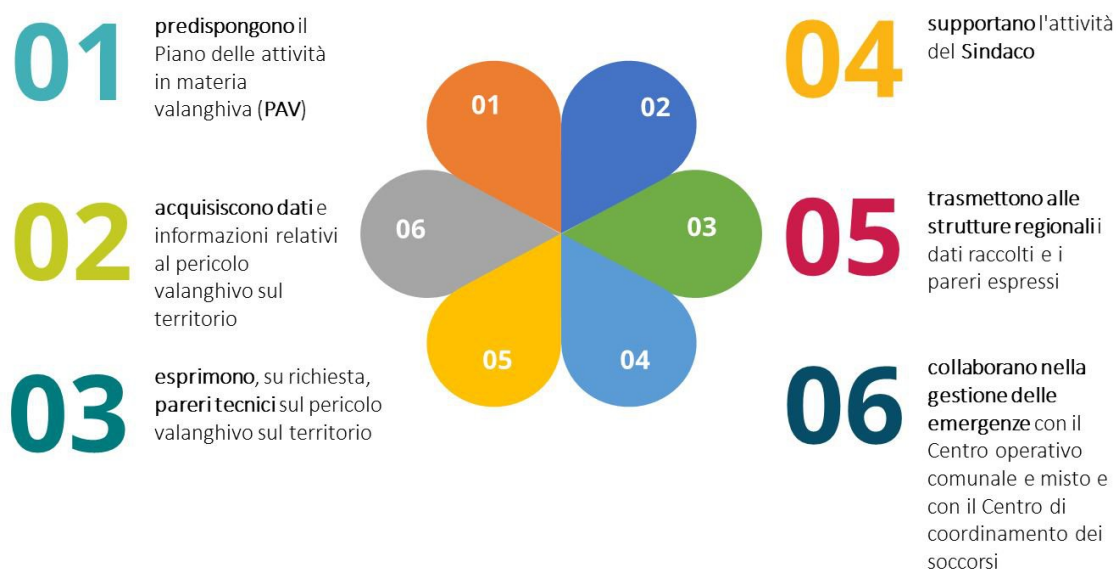 01
predispongono il
Piano delle attività
in materia
valanghiva (PAV)
02
acquisiscono dati e
informazioni relativi
al pericolo
valanghivo sul
territorio
03
esprimono, su richiesta,
pareri tecnici sul pericolo
valanghivo sul territorio
01
02
03
04
05
06
04
supportano l'attività
del Sindaco
05
trasmettono alle
strutture regionali i
dati raccolti e i
pareri espressi
06
collaborano nella
gestione delle
emergenze con il
Centro operativo
comunale e misto e
con il Centro di
coordinamento dei
soccorsi